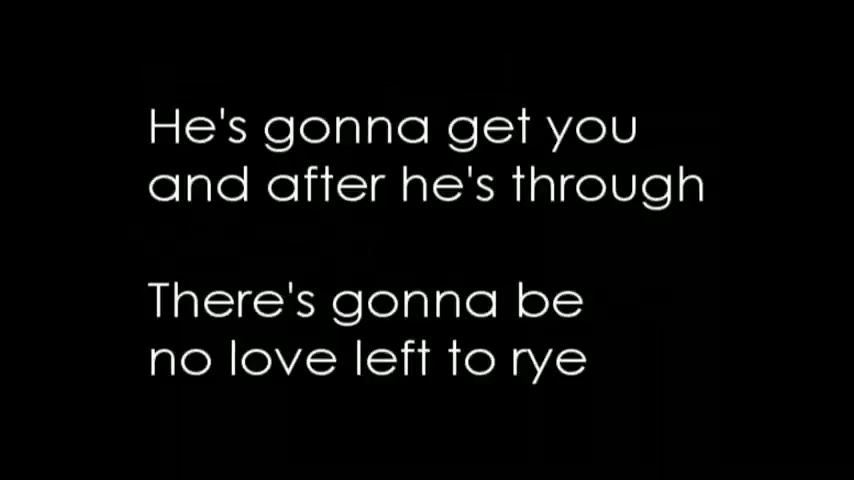 He's gonna get you
and after he's through
There's gonna be
no love left to rye